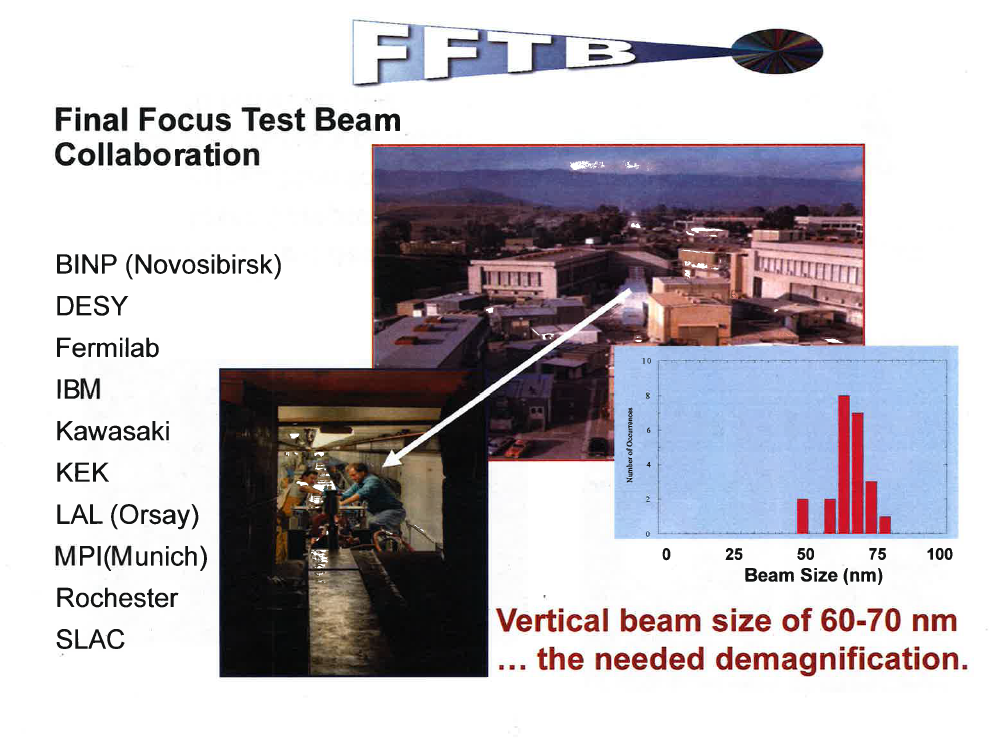 FFTB
Final Focus Test Beam
Collaboration
BINP (Novosibirsk)
DESY
Fermilab
IBM
Kawasaki
KEK
LAL (Orsay)
MPI(Munich)
Rochester
SLAC
Number of Occurrences
10
8
6
4
2
0
0 25 50 75 100
Beam Size (nm)
Vertical beam size of 60-70 nm
... the needed demagnification.